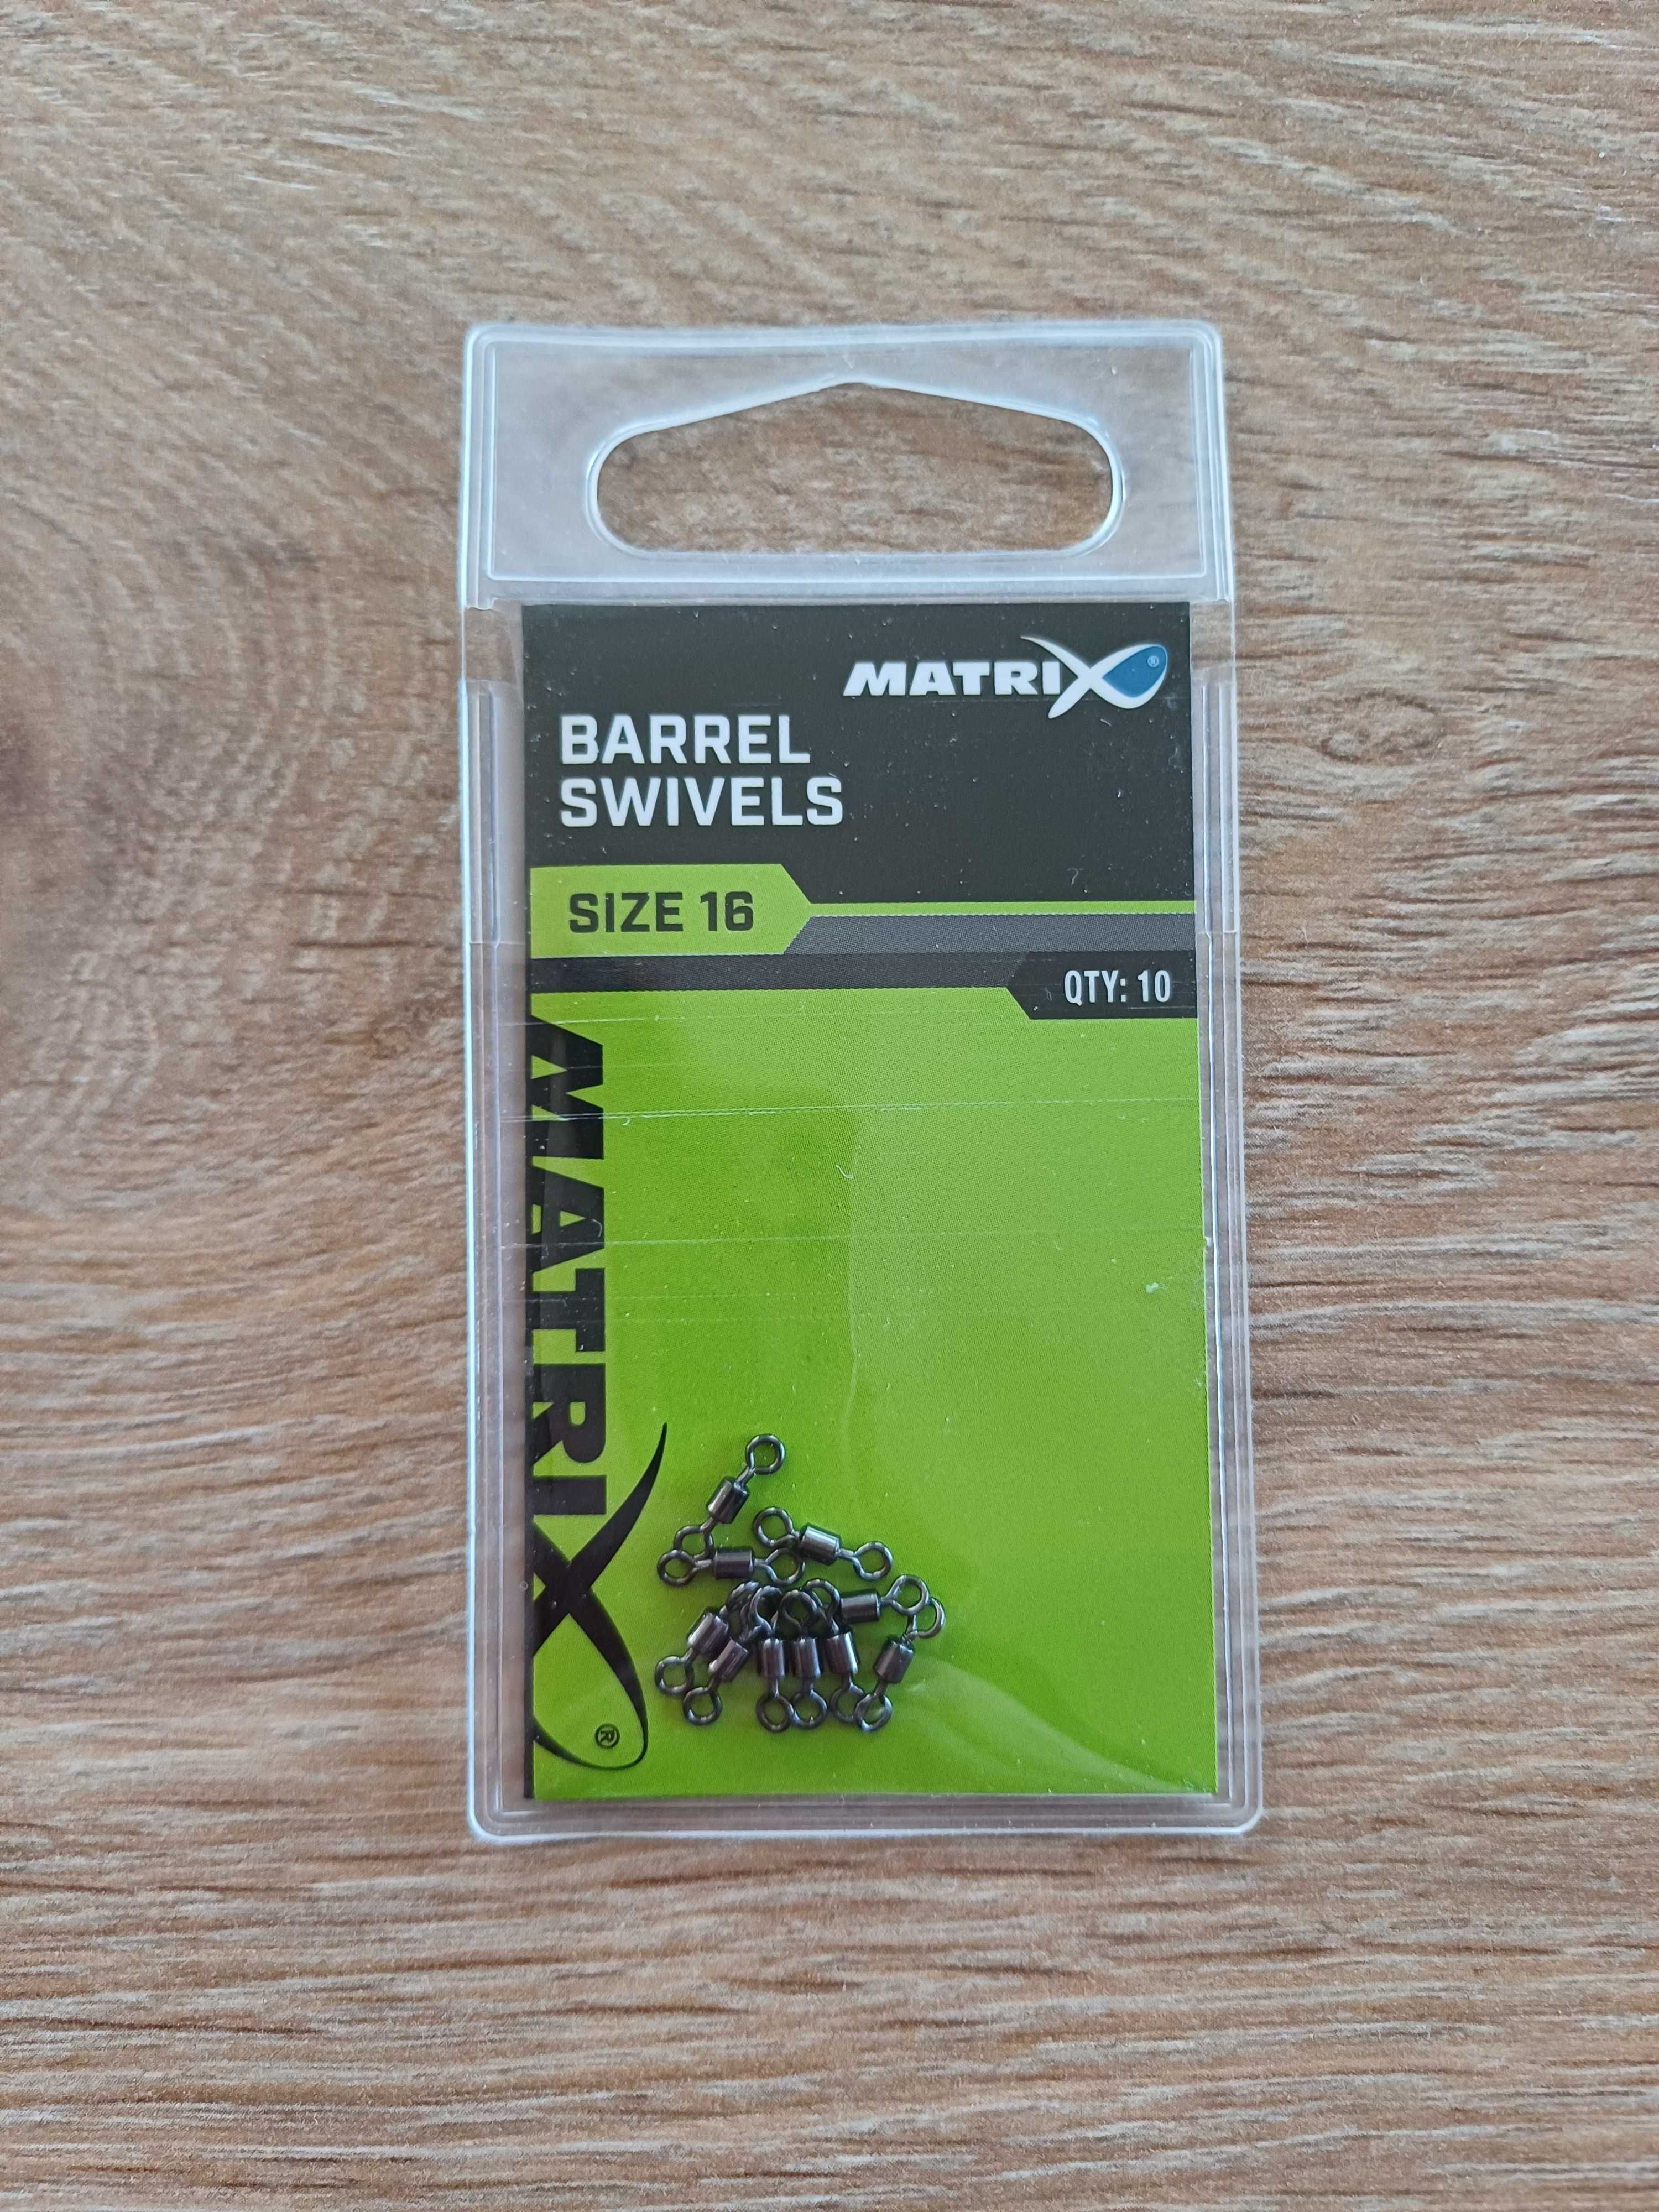 MATRIX®
BARREL
SWIVELS
SIZE 16
QTY: 10
MATRIX®